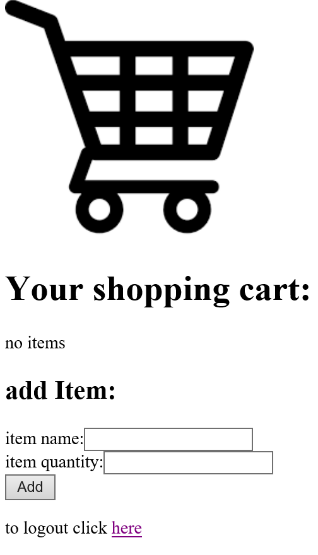 Your shopping cart:
no items
add Item:
item name:
item quantity:
Add
to logout click here